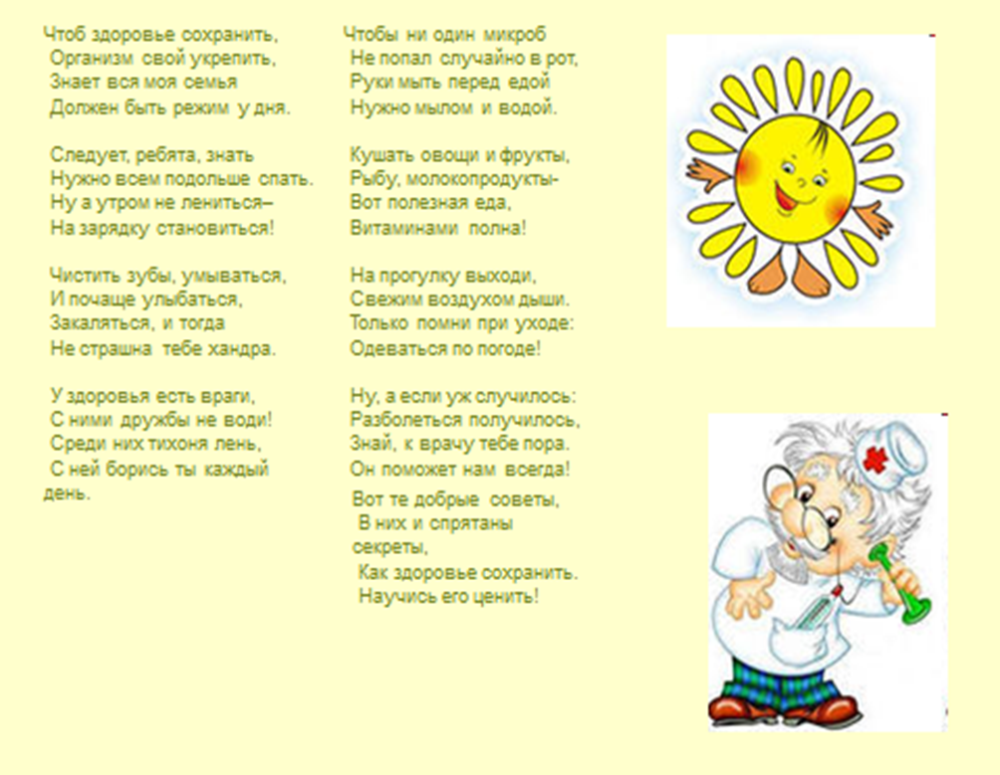 Чтоб здоровье сохранить,
Организм свой укрепить,
Знает вся моя семья
Должен быть режим у дня.
Следует, ребята, знать
Нужно всем подольше спать.
Ну а утром не лениться–
На зарядку становиться!
Чистить зубы, умываться,
И почаще улыбаться,
Закаляться, и тогда
Не страшна тебе хандра.
У здоровья есть враги,
С ними дружбы не води!
Среди них тихоня лень,
С ней борись ты каждый
день.
Чтобы ни один микроб
Не попал случайно в рот,
Руки мыть перед едой
Нужно мылом и водой.
Кушать овощи и фрукты,
Рыбу, молокопродукты-
Вот полезная еда,
Витаминами полна!
На прогулку выходи,
Свежим воздухом дыши.
Только помни при уходе:
Одеваться по погоде!
Ну, а если уж случилось:
Разболеться получилось,
Знай, к врачу тебе пора.
Он поможет нам всегда!
Вот те добрые советы,
В них и спрятаны
секреты,
Как здоровье сохранить.
Научись его ценить!